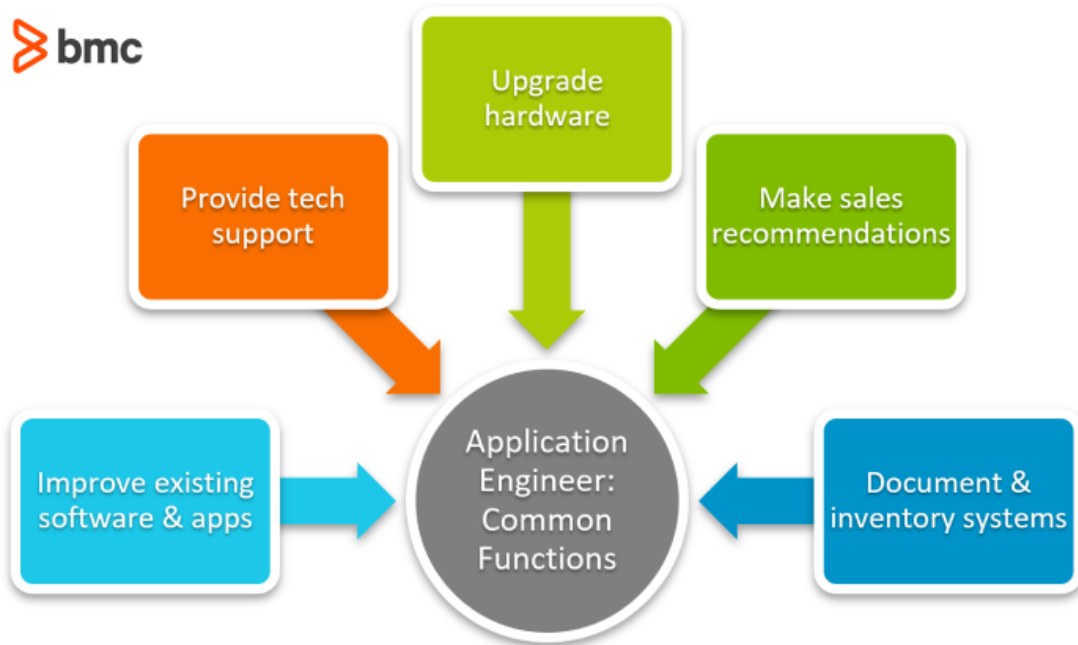 bmc
Upgrade
hardware
Provide tech
support
Make sales
recommendations
Improve existing
software & apps
Application
Engineer:
Common
Functions
Document &
inventory systems